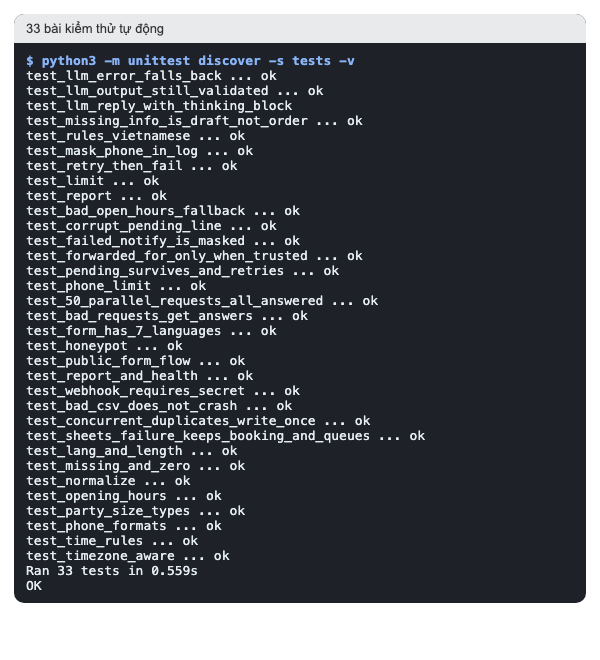 33 bài kiểm thử tự động
$ python3 -m unittest discover -s tests -v
test_llm_error_falls_back ... ok
test_llm_output_still_validated ... ok
test_llm_reply_with_thinking_block
test_missing_info_is_draft_not_order ... ok
test_rules_vietnamese ... ok
test_mask_phone_in_log ... ok
test_retry_then_fail ... ok
test_limit ... ok
test_report ... ok
test_bad_open_hours_fallback ... ok
test_corrupt_pending_line ... ok
test_failed_notify_is_masked ... ok
test_forwarded_for_only_when_trusted ... ok
test_pending_survives_and_retries ... ok
test_phone_limit ... ok
test_50_parallel_requests_all_answered ... ok
test_bad_requests_get_answers ... ok
test_form_has_7_languages ... ok
test_honeypot ... ok
test_public_form_flow ... ok
test_report_and_health ... ok
test_webhook_requires_secret ... ok
test_bad_csv_does_not_crash ... ok
test_concurrent_duplicates_write_once ... ok
test_sheets_failure_keeps_booking_and_queues ... ok
test_lang_and_length ... ok
test_missing_and_zero ... ok
test_normalize ... ok
test_opening_hours ... ok
test_party_size_types ... ok
test_phone_formats ... ok
test_time_rules ... ok
test_timezone_aware ... ok
Ran 33 tests in 0.559s
OK